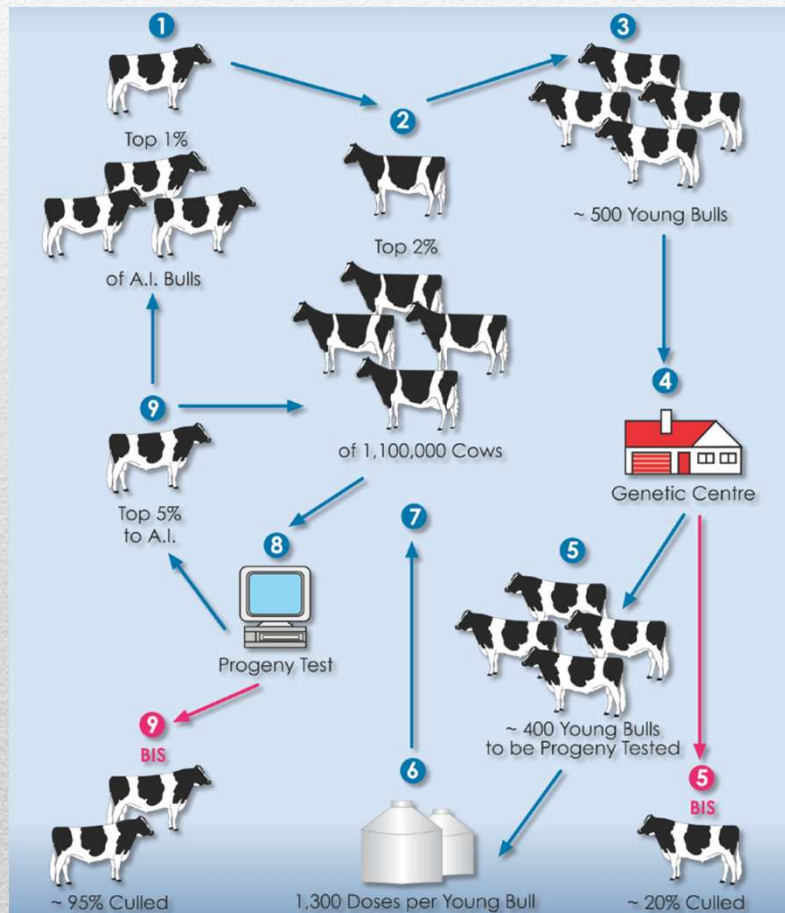 1
Top 1%
of A.I. Bulls
2
Top 2%
of 1,100,000 Cows
3
~ 500 Young Bulls
4
Genetic Centre
5
~ 400 Young Bulls
to be Progeny Tested
5
BIS
~ 20% Culled
6
1,300 Doses per Young Bull
7
8
Progeny Test
9
Top 5%
to A.I.
9
BIS
~ 95% Culled